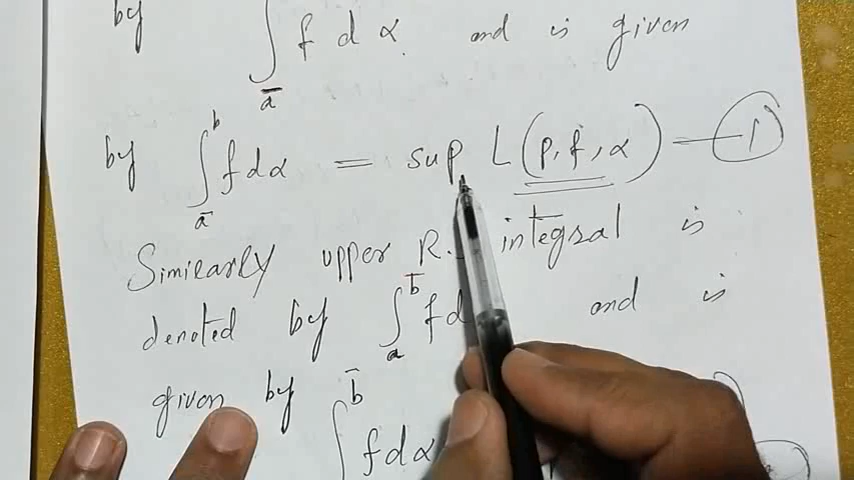 by ∫a̅ f d α. and is given
by ∫a̅^b f dα = sup L(p, f, α) — 1
Similarly upper R. integral is
denoted by ∫a^b̅ f d and is
given by ∫^b̅ f dα